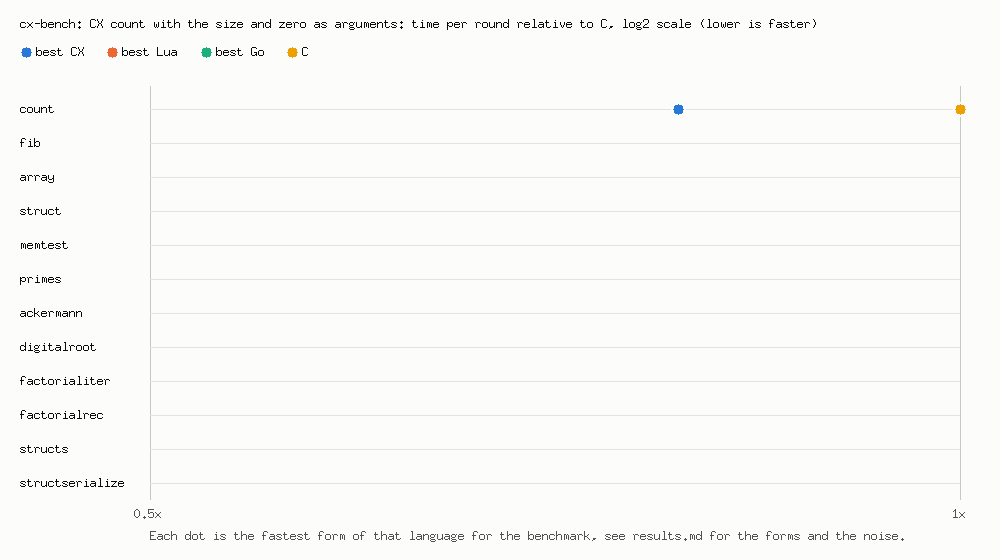 cx-bench: CX count with the size and zero as arguments: time per round relative to C, log2 scale (lower is faster)
best CX best Lua best Go C
count
fib
array
struct
memtest
primes
ackermann
digitalroot
factorialiter
factorialrec
structs
structserialize
0.5x 1x
Each dot is the fastest form of that language for the benchmark, see results.md for the forms and the noise.